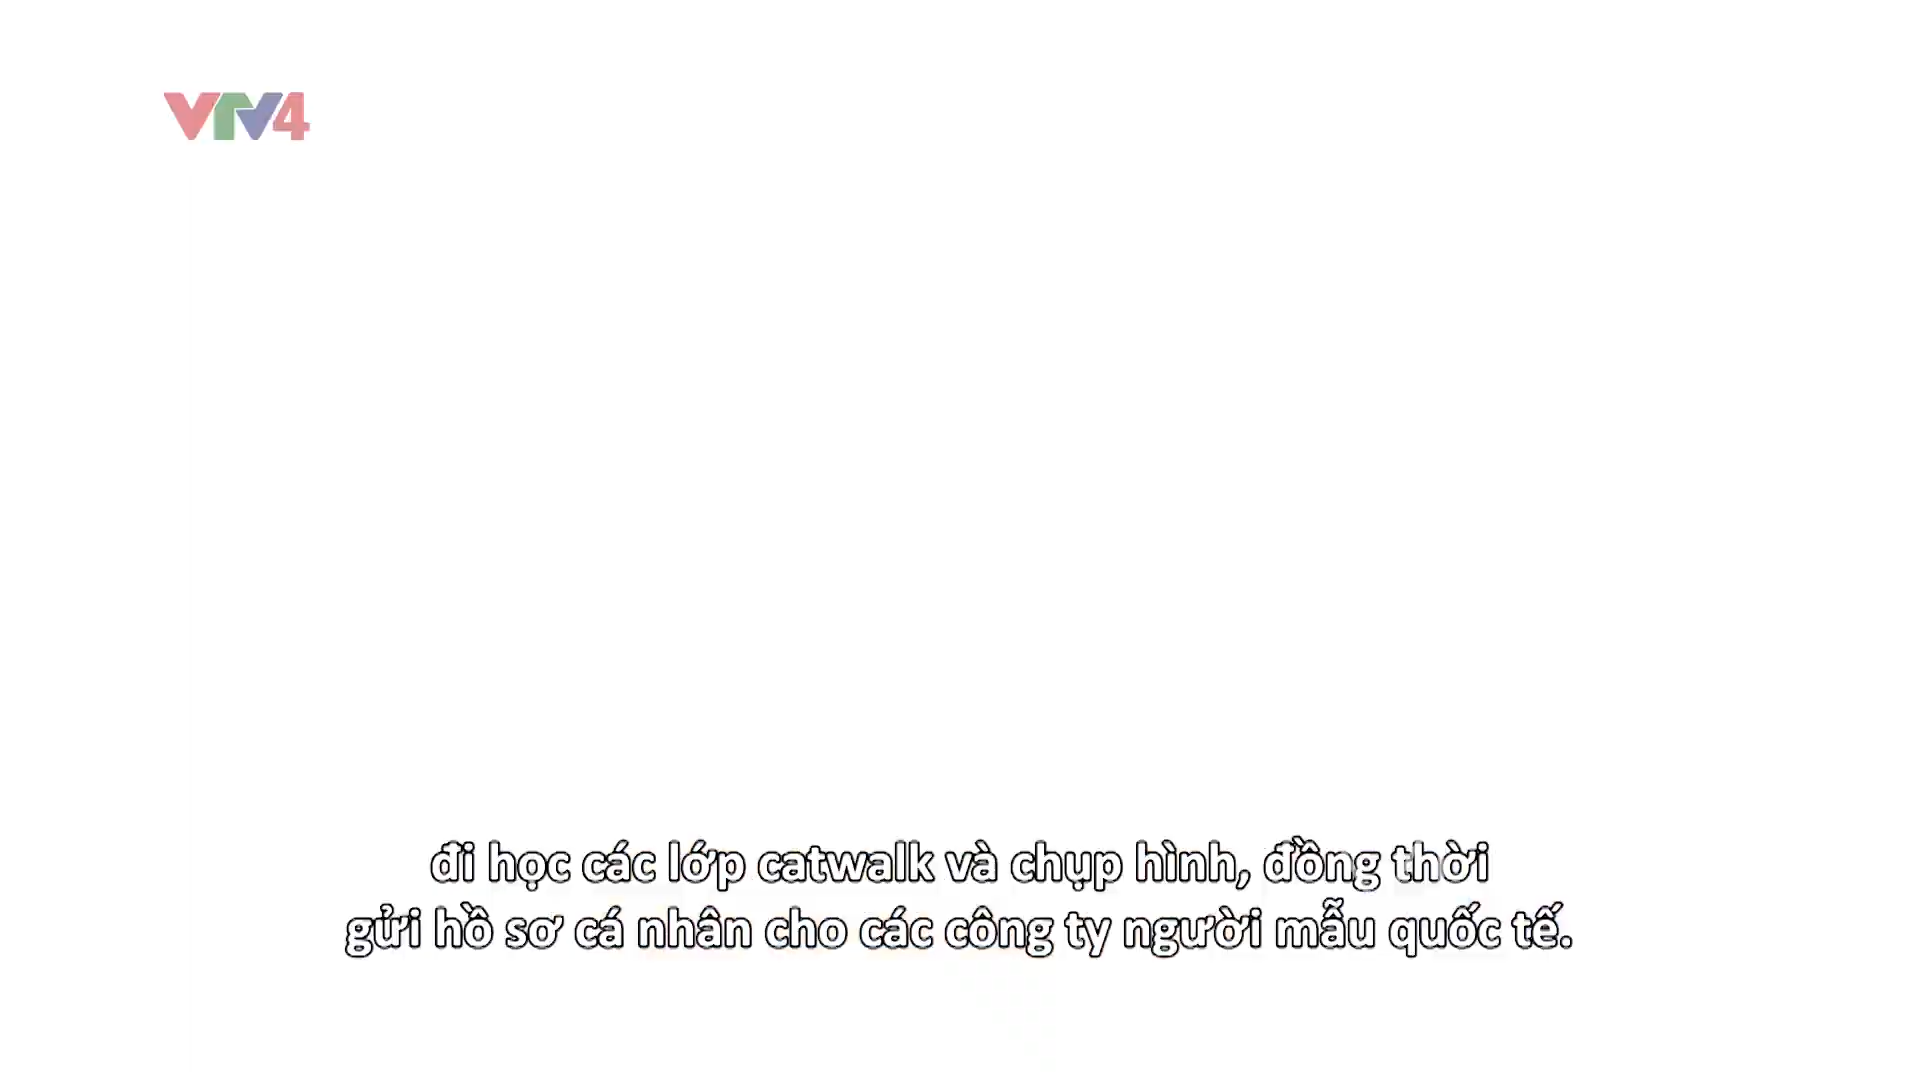 VTV4
đi học các lớp catwalk và chụp hình, đồng thời
gửi hồ sơ cá nhân cho các công ty người mẫu quốc tế.